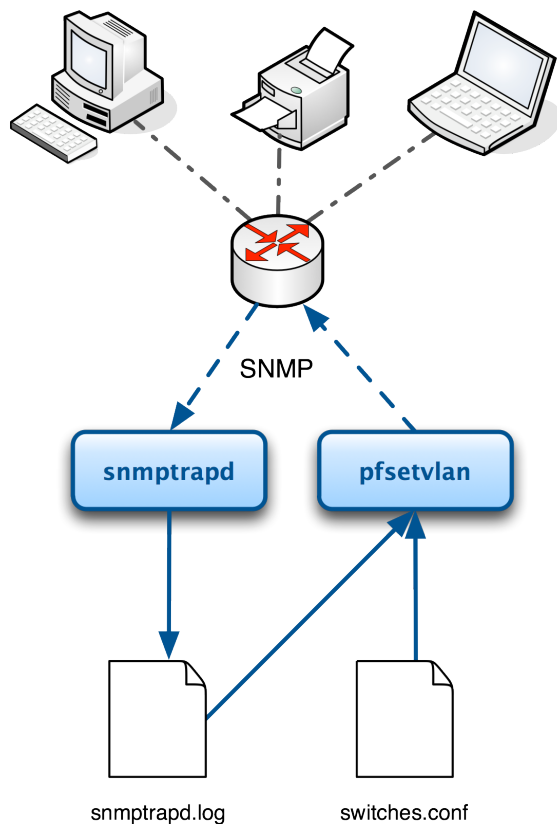 SNMP
snmptrapd
pfsetvlan
snmptrapd.log
switches.conf